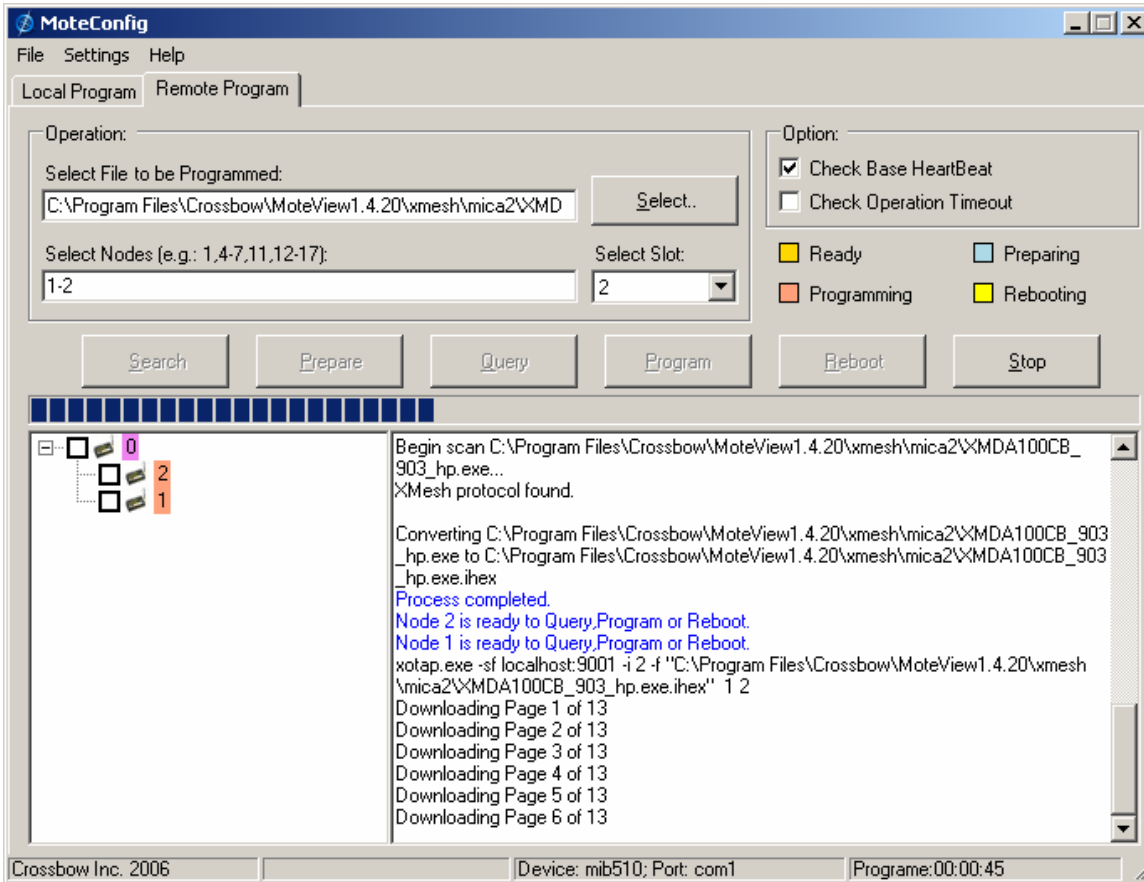 MoteConfig
File Settings Help
Local Program Remote Program
Operation:
Select File to be Programmed:
C:\Program Files\Crossbow\MoteView1.4.20\xmesh\mica2\XMD
Select..
Select Nodes (e.g.: 1,4-7,11,12-17):
Select Slot:
1-2
2
Option:
Check Base HeartBeat
Check Operation Timeout
Ready Preparing
Programming Rebooting
Search Prepare Query Program Reboot Stop
0
2
1
Begin scan C:\Program Files\Crossbow\MoteView1.4.20\xmesh\mica2\XMDA100CB_
903_hp.exe...
XMesh protocol found.
Converting C:\Program Files\Crossbow\MoteView1.4.20\xmesh\mica2\XMDA100CB_903
_hp.exe to C:\Program Files\Crossbow\MoteView1.4.20\xmesh\mica2\XMDA100CB_903
_hp.exe.ihex
Process completed.
Node 2 is ready to Query,Program or Reboot.
Node 1 is ready to Query,Program or Reboot.
xotap.exe -sf localhost:9001 -i 2 -f "C:\Program Files\Crossbow\MoteView1.4.20\xmesh
\mica2\XMDA100CB_903_hp.exe.ihex" 1 2
Downloading Page 1 of 13
Downloading Page 2 of 13
Downloading Page 3 of 13
Downloading Page 4 of 13
Downloading Page 5 of 13
Downloading Page 6 of 13
Crossbow Inc. 2006
Device: mib510; Port: com1
Programe:00:00:45